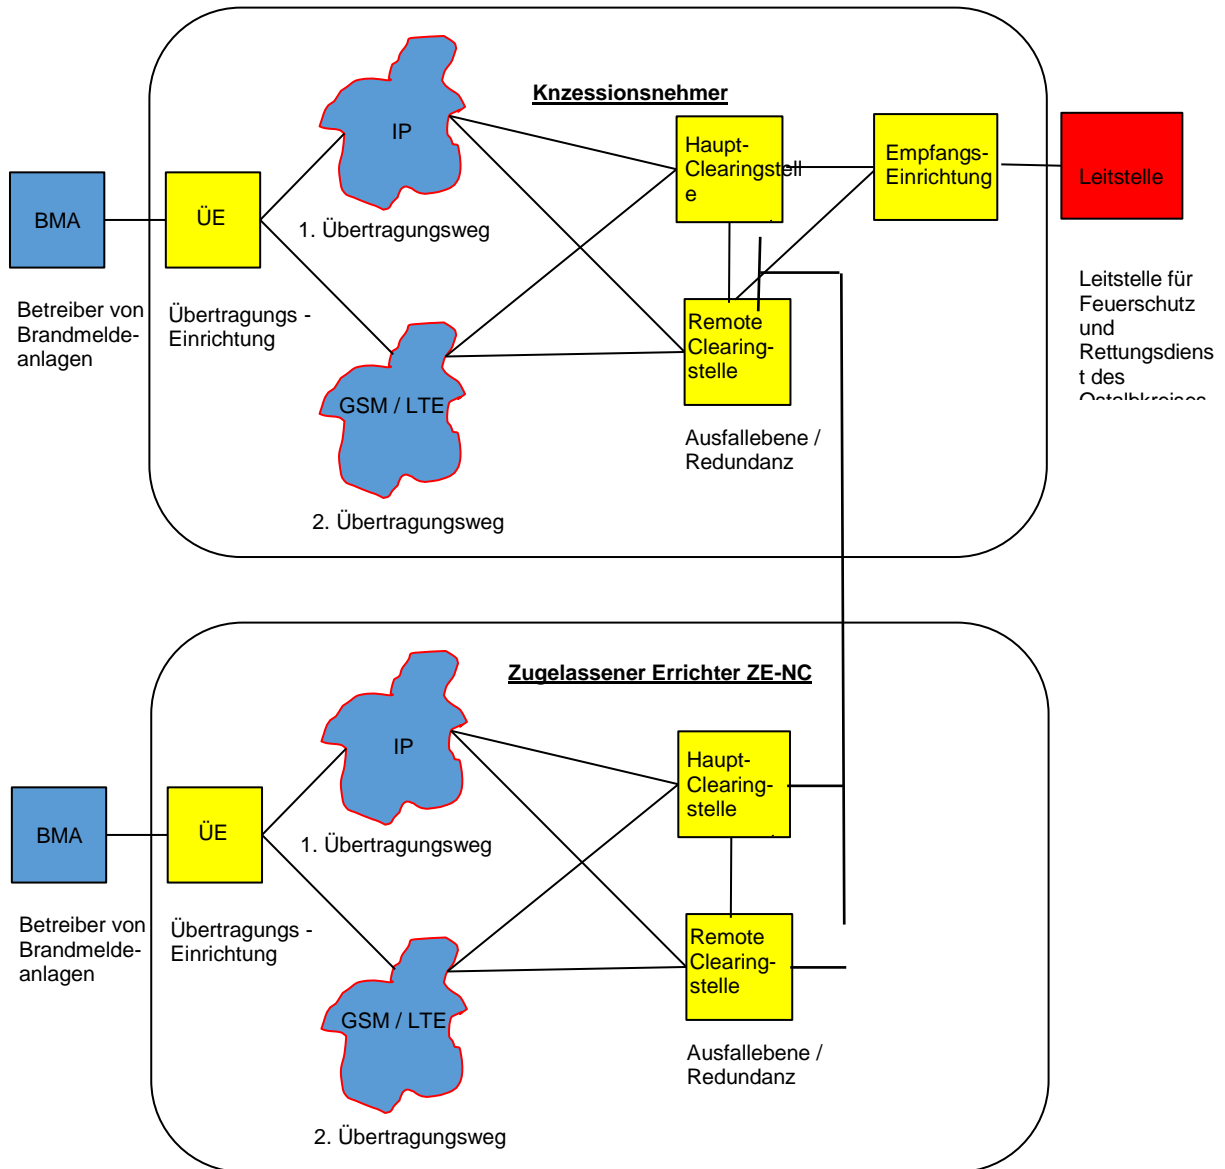 Knzessionsnehmer
IP
Haupt-
Clearingstell
e
Empfangs-
Einrichtung
Leitstelle
BMA
ÜE
1. Übertragungsweg
Betreiber von
Brandmelde-
anlagen
Übertragungs -
Einrichtung
Leitstelle für
Feuerschutz
und
Rettungsdiens
t des
Ostalbkreises
Remote
Clearing-
stelle
GSM / LTE
Ausfallebene /
Redundanz
2. Übertragungsweg
Zugelassener Errichter ZE-NC
IP
Haupt-
Clearing-
stelle
BMA
ÜE
1. Übertragungsweg
Betreiber von
Brandmelde-
anlagen
Übertragungs -
Einrichtung
Remote
Clearing-
stelle
GSM / LTE
Ausfallebene /
Redundanz
2. Übertragungsweg